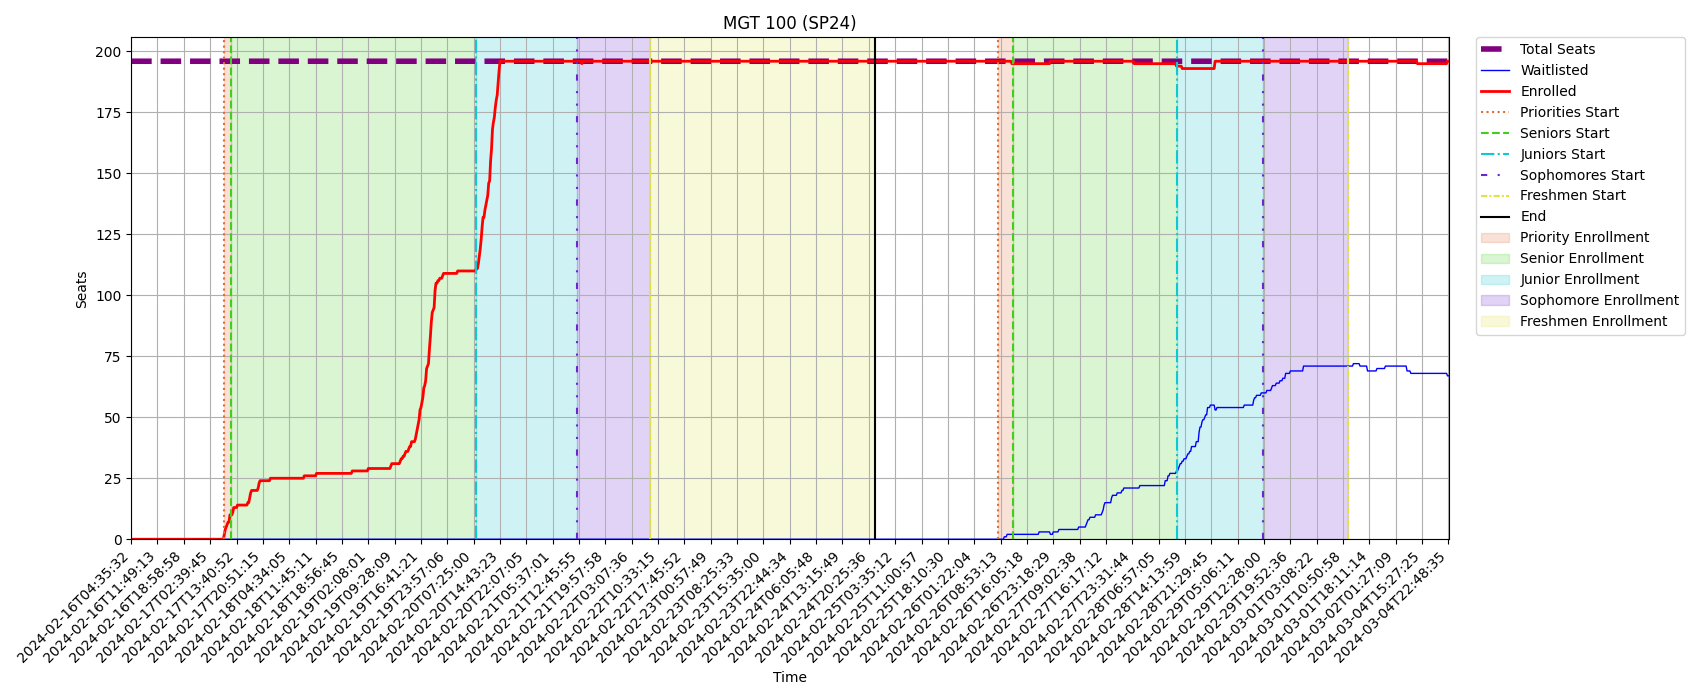 MGT 100 (SP24)
200
175
150
125
100
75
50
25
0
Seats
2024-02-16T04:35:32
2024-02-16T11:49:13
2024-02-16T18:58:58
2024-02-17T02:39:45
2024-02-17T13:40:52
2024-02-17T20:51:15
2024-02-18T04:34:05
2024-02-18T11:45:11
2024-02-18T18:56:45
2024-02-19T02:08:01
2024-02-19T09:28:09
2024-02-19T16:41:21
2024-02-19T23:57:06
2024-02-20T07:25:00
2024-02-20T14:43:23
2024-02-20T22:07:05
2024-02-21T05:37:01
2024-02-21T12:45:55
2024-02-21T19:57:58
2024-02-22T03:07:36
2024-02-22T10:33:15
2024-02-22T17:45:52
2024-02-23T00:57:49
2024-02-23T08:25:33
2024-02-23T15:35:00
2024-02-23T22:44:34
2024-02-24T06:05:48
2024-02-24T13:15:49
2024-02-24T20:25:36
2024-02-25T03:35:12
2024-02-25T11:00:57
2024-02-25T18:10:30
2024-02-26T01:22:04
2024-02-26T08:53:13
2024-02-26T16:05:18
2024-02-26T23:18:29
2024-02-27T09:02:38
2024-02-27T16:17:12
2024-02-27T23:31:44
2024-02-28T06:57:05
2024-02-28T14:13:59
2024-02-28T21:29:45
2024-02-29T05:06:11
2024-02-29T12:28:00
2024-02-29T19:52:36
2024-03-01T03:08:22
2024-03-01T10:50:58
2024-03-01T18:11:14
2024-03-02T01:27:09
2024-03-04T15:27:25
2024-03-04T22:48:35
Time
Total Seats
Waitlisted
Enrolled
Priorities Start
Seniors Start
Juniors Start
Sophomores Start
Freshmen Start
End
Priority Enrollment
Senior Enrollment
Junior Enrollment
Sophomore Enrollment
Freshmen Enrollment